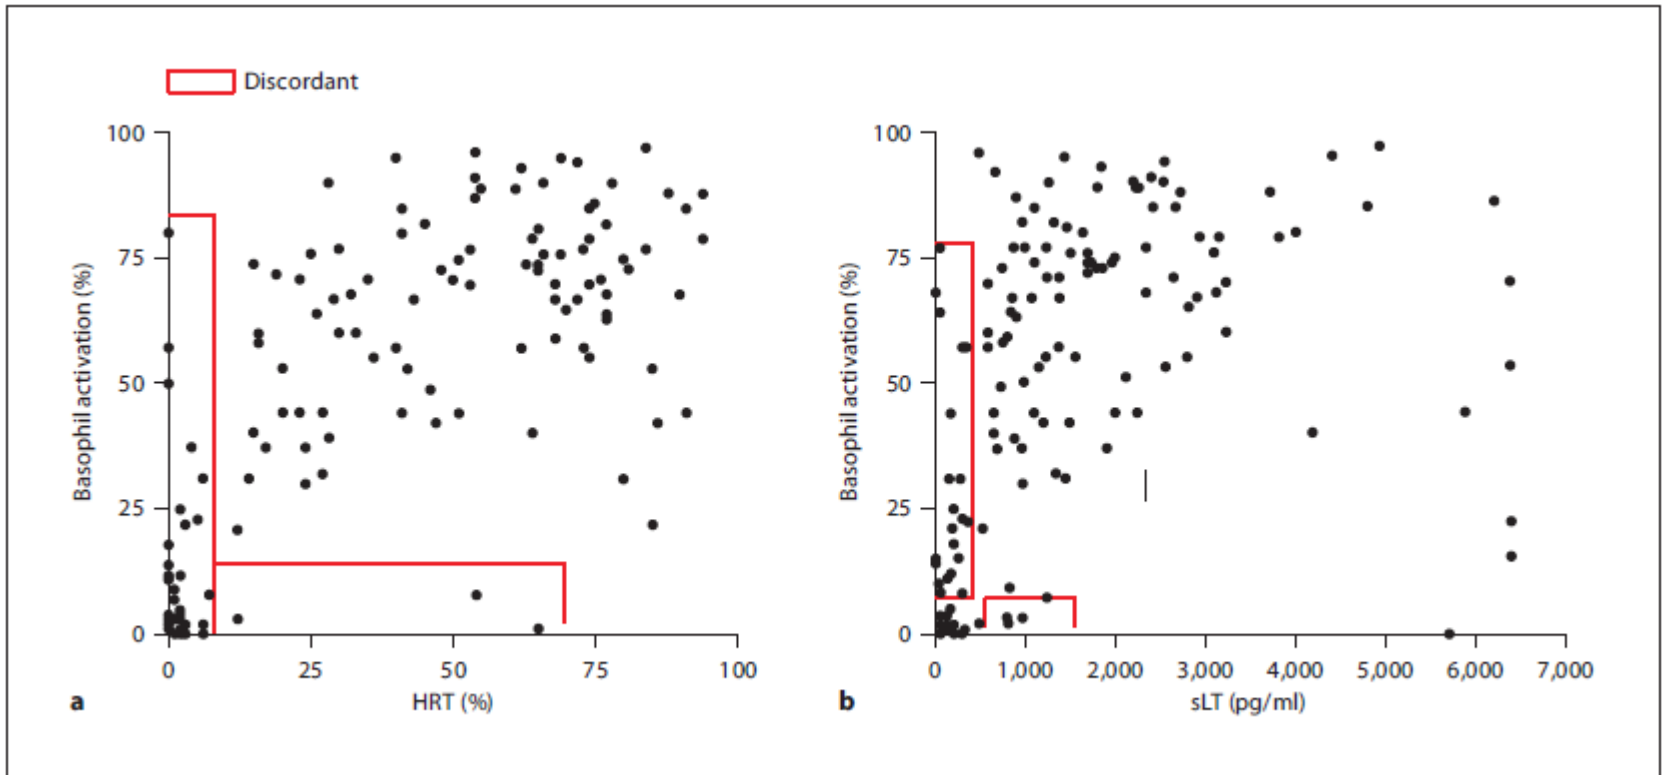 Discordant
100
75
50
25
0
Basophil activation (%)
0 25 50 75 100
HRT (%)
a
100
75
50
25
0
Basophil activation (%)
0 1,000 2,000 3,000 4,000 5,000 6,000 7,000
sLT (pg/ml)
b